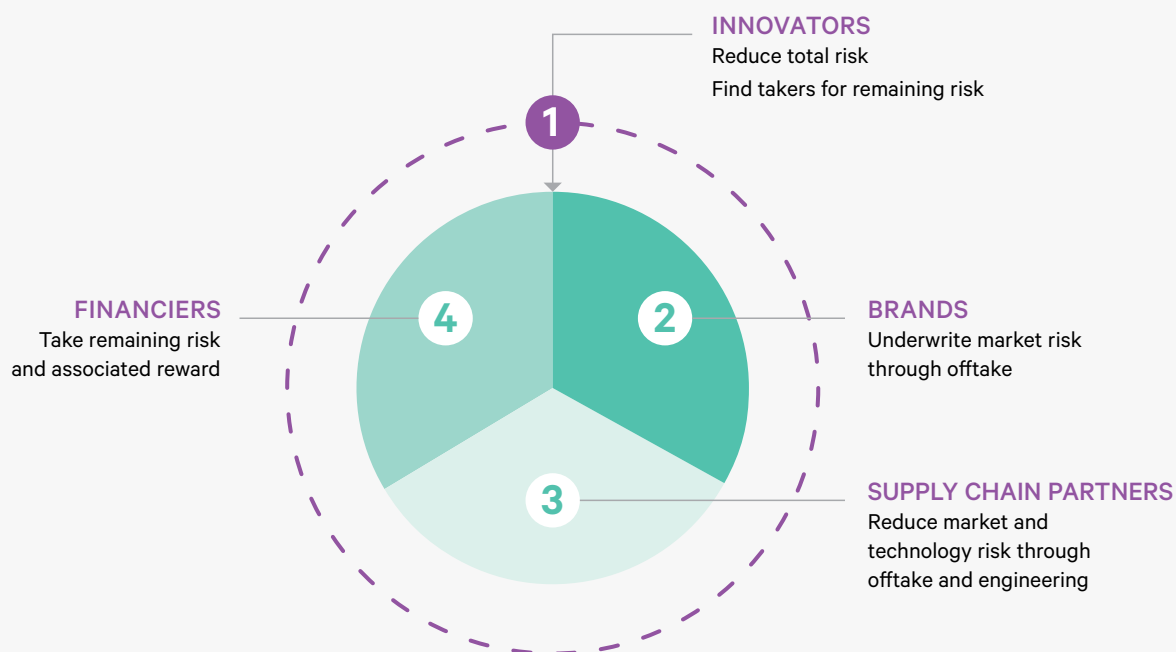 INNOVATORS
Reduce total risk
Find takers for remaining risk
1
FINANCIERS
Take remaining risk
and associated reward
4
2
BRANDS
Underwrite market risk
through offtake
3
SUPPLY CHAIN PARTNERS
Reduce market and
technology risk through
offtake and engineering